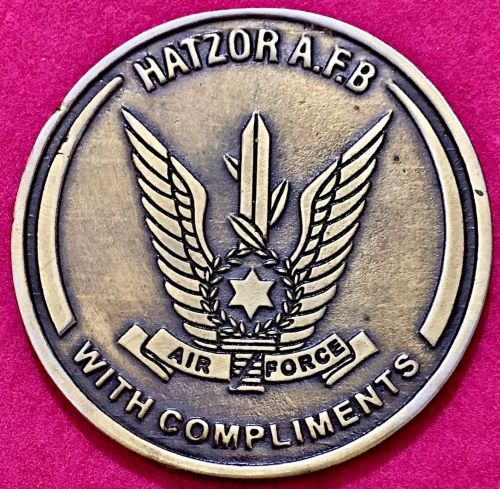 HATZOR A.F.B
AIR FORCE
WITH COMPLIMENTS